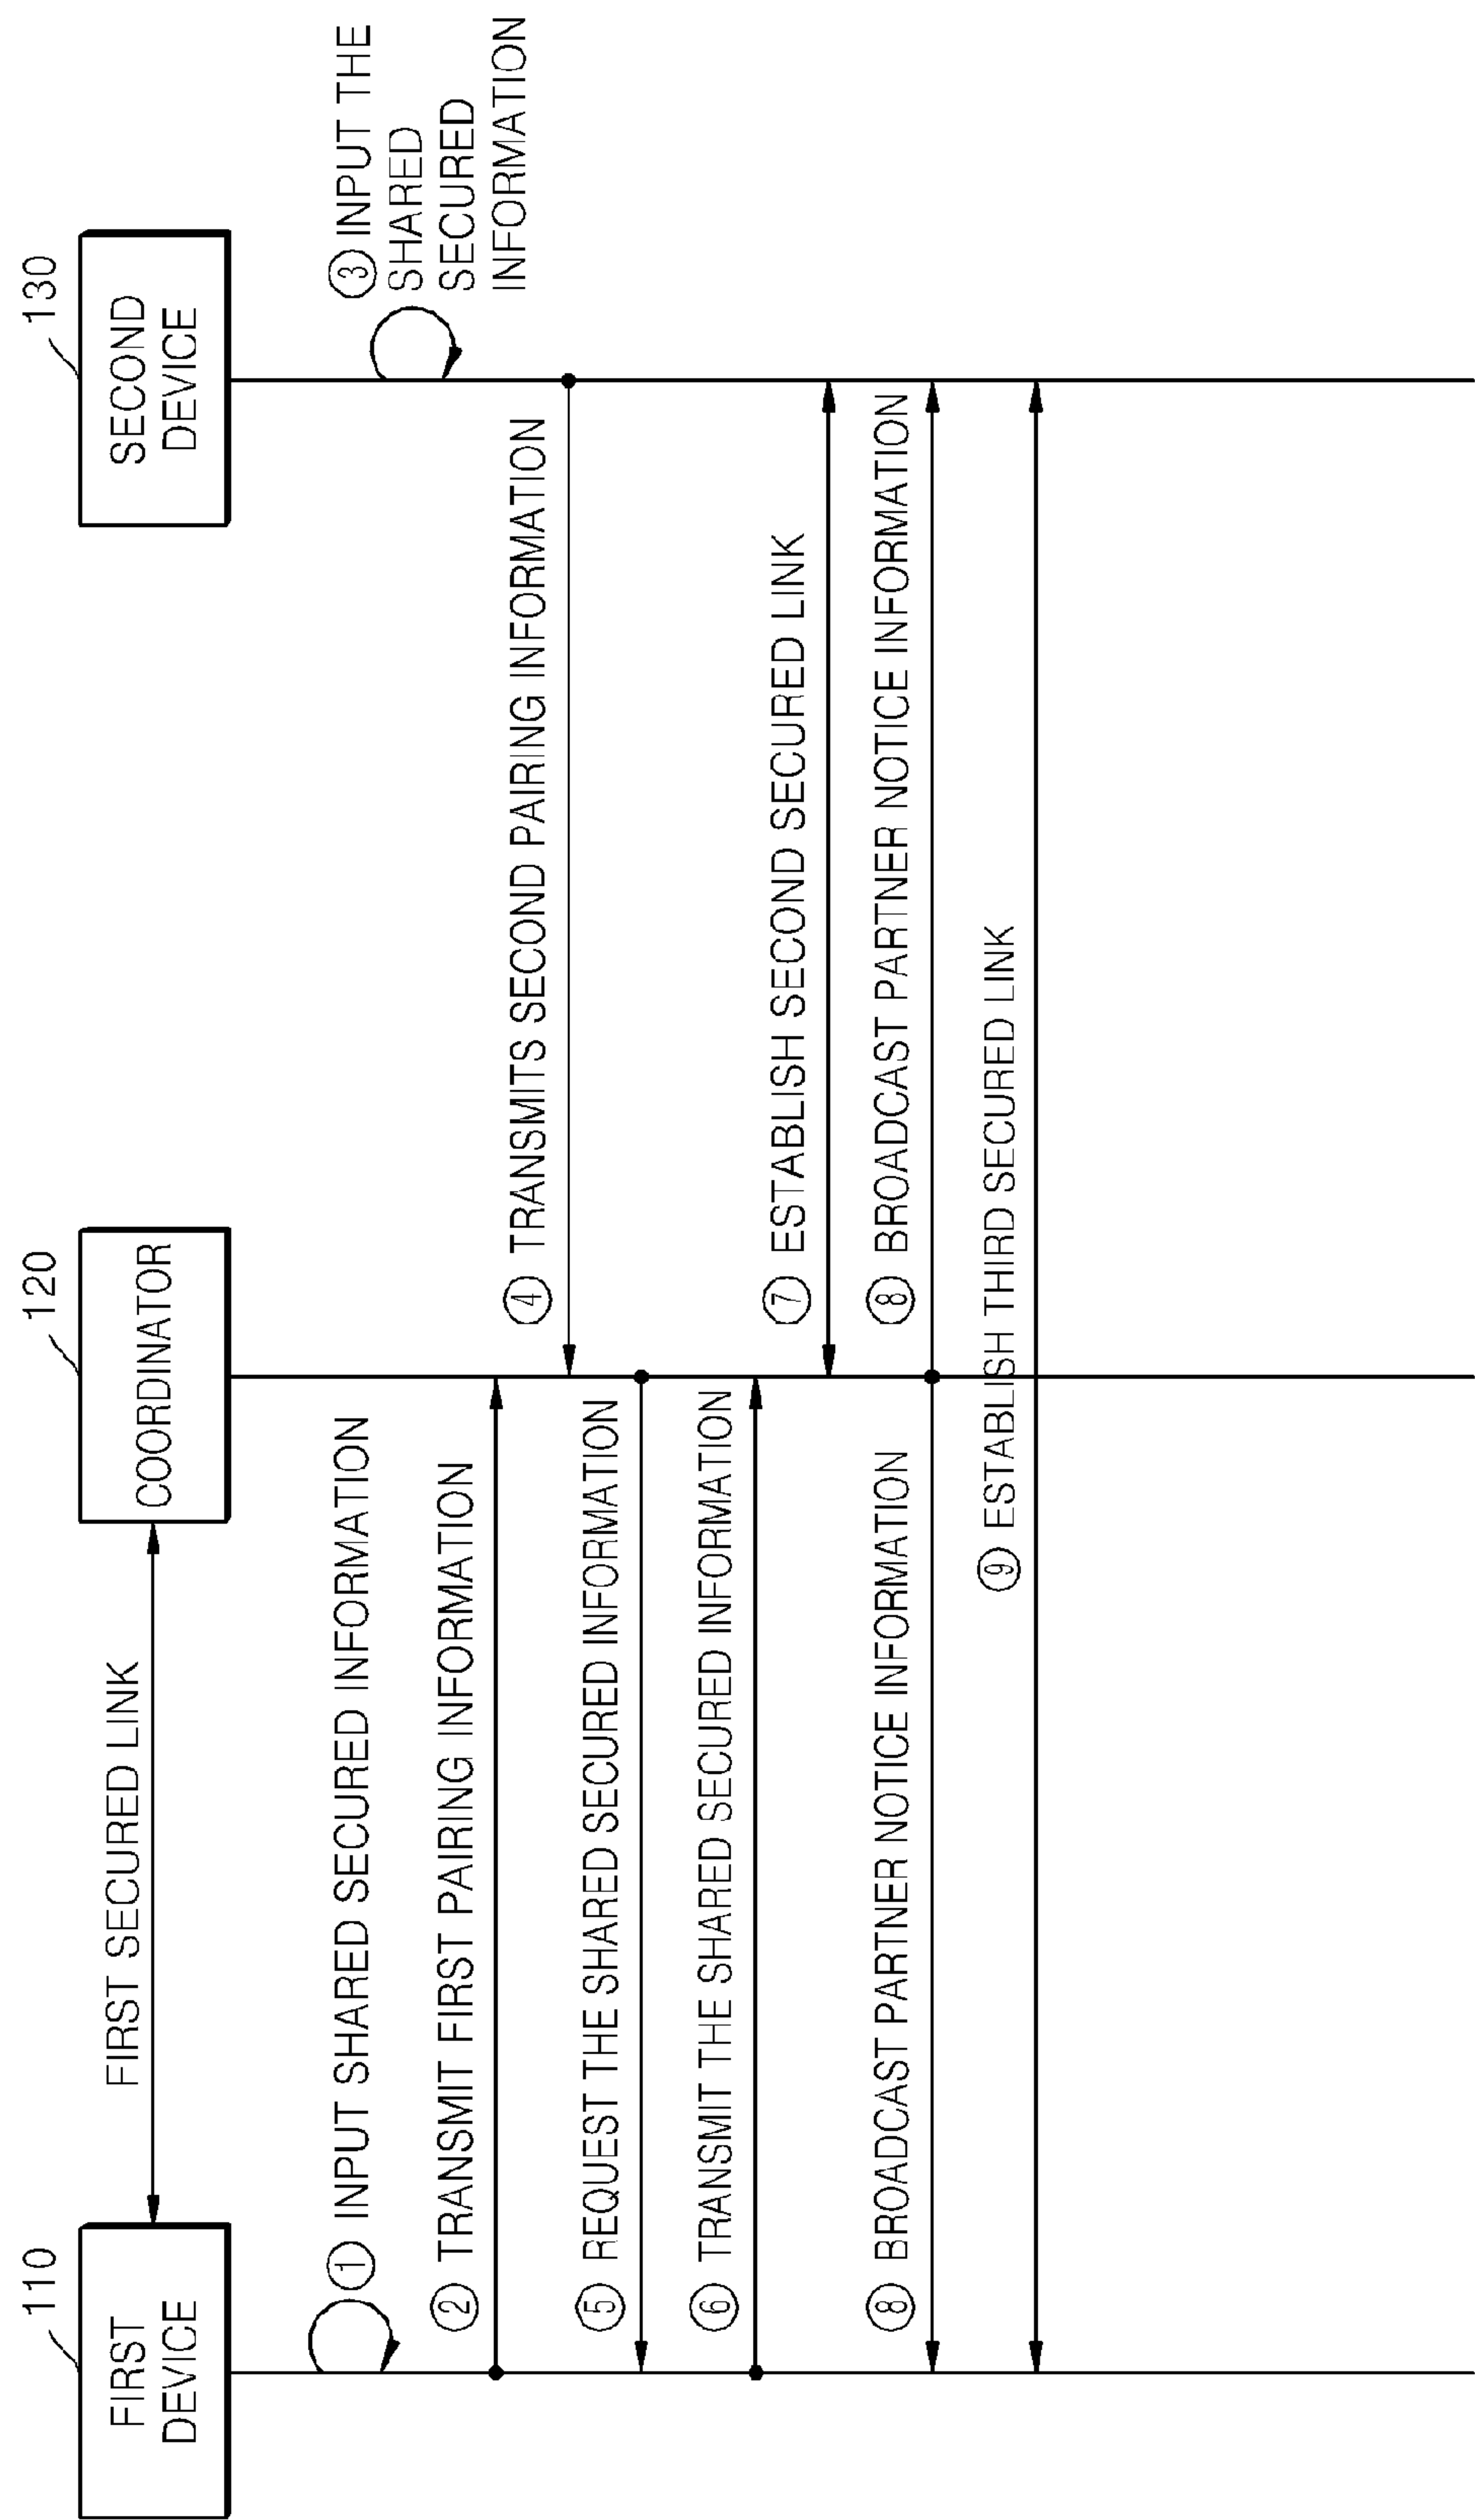 110
120
130
FIRST
DEVICE
FIRST SECURED LINK
COORDINATOR
SECOND
DEVICE
① INPUT SHARED SECURED INFORMATION
② TRANSMIT FIRST PAIRING INFORMATION
③ INPUT THE
SHARED
SECURED
INFORMATION
④ TRANSMITS SECOND PAIRING INFORMATION
⑤ REQUEST THE SHARED SECURED INFORMATION
⑥ TRANSMIT THE SHARED SECURED INFORMATION
⑦ ESTABLISH SECOND SECURED LINK
⑧ BROADCAST PARTNER NOTICE INFORMATION
⑧ BROADCAST PARTNER NOTICE INFORMATION
⑨ ESTABLISH THIRD SECURED LINK